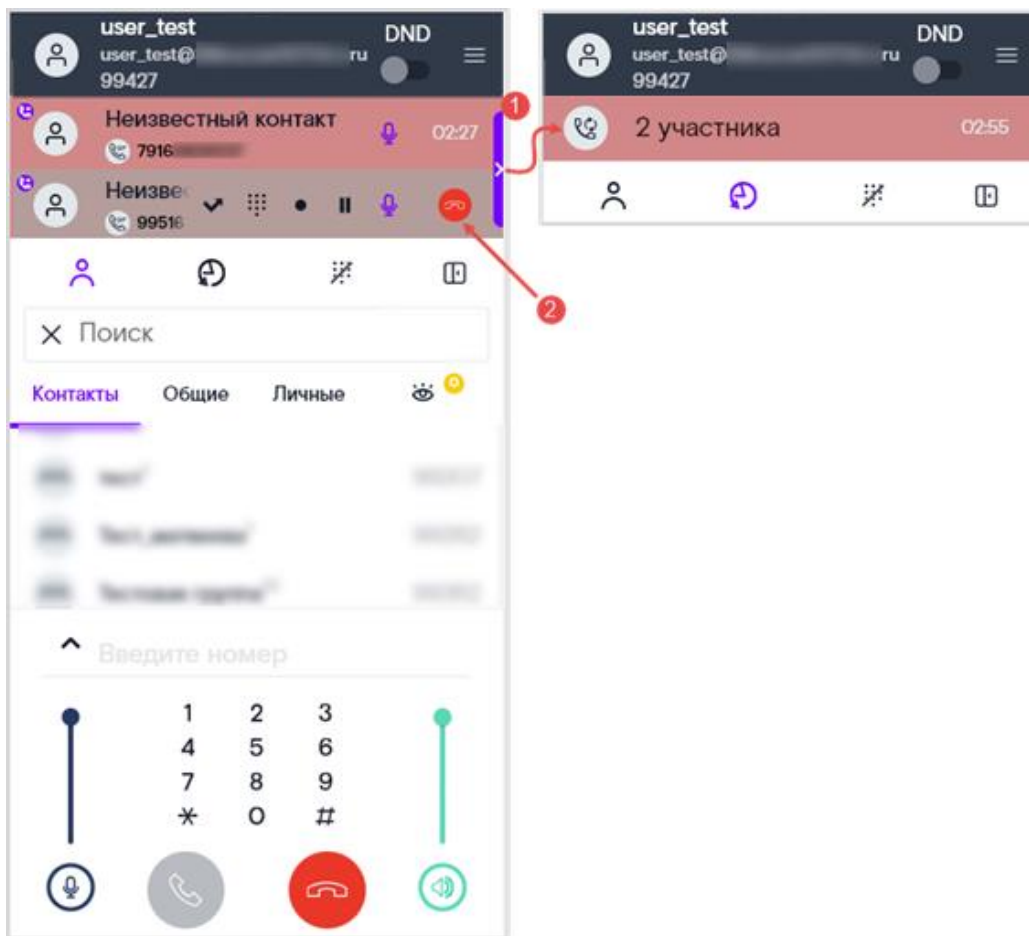 user_test
DND
user_test@ ru
99427
Неизвестный контакт
02:27
7916
Неизве
99516
Поиск
Контакты Общие Личные
Введите номер
1 2 3
4 5 6
7 8 9
* 0 #
1
2
user_test
DND
user_test@ ru
99427
2 участника
02:55